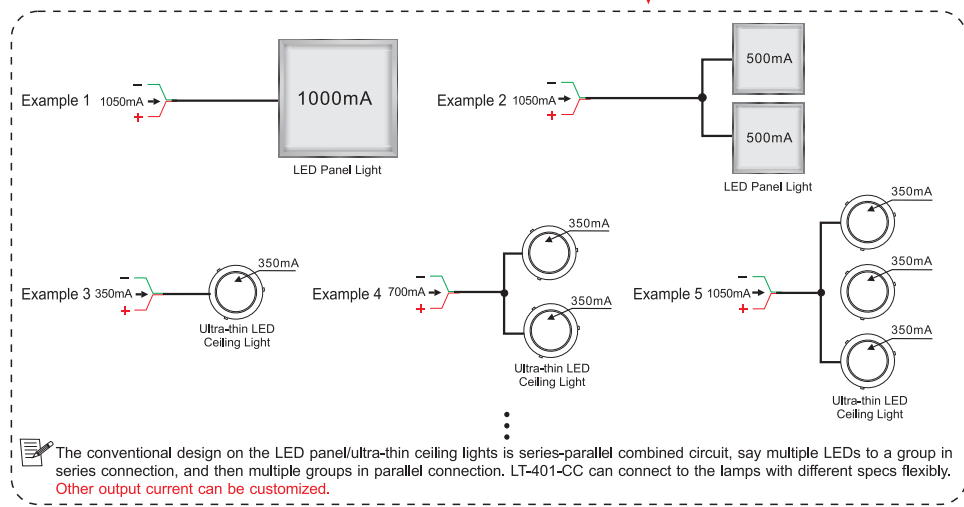 Example 1 1050mA
−
+
1000mA
LED Panel Light
Example 2 1050mA
−
+
500mA
500mA
LED Panel Light
Example 3 350mA
−
+
350mA
Ultra-thin LED
Ceiling Light
Example 4 700mA
−
+
350mA
350mA
Ultra-thin LED
Ceiling Light
Example 5 1050mA
−
+
350mA
350mA
350mA
Ultra-thin LED
Ceiling Light
The conventional design on the LED panel/ultra-thin ceiling lights is series-parallel combined circuit, say multiple LEDs to a group in
series connection, and then multiple groups in parallel connection. LT-401-CC can connect to the lamps with different specs flexibly.
Other output current can be customized.